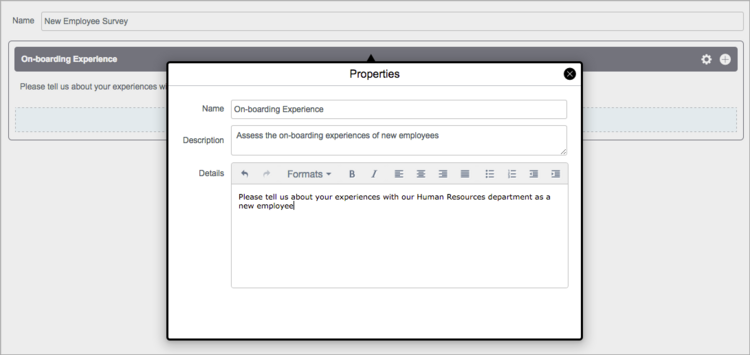 Name New Employee Survey
On-boarding Experience
Please tell us about your experiences
Properties
Name On-boarding Experience
Description Assess the on-boarding experiences of new employees
Details Formats B I
Please tell us about your experiences with our Human Resources department as a
new employee